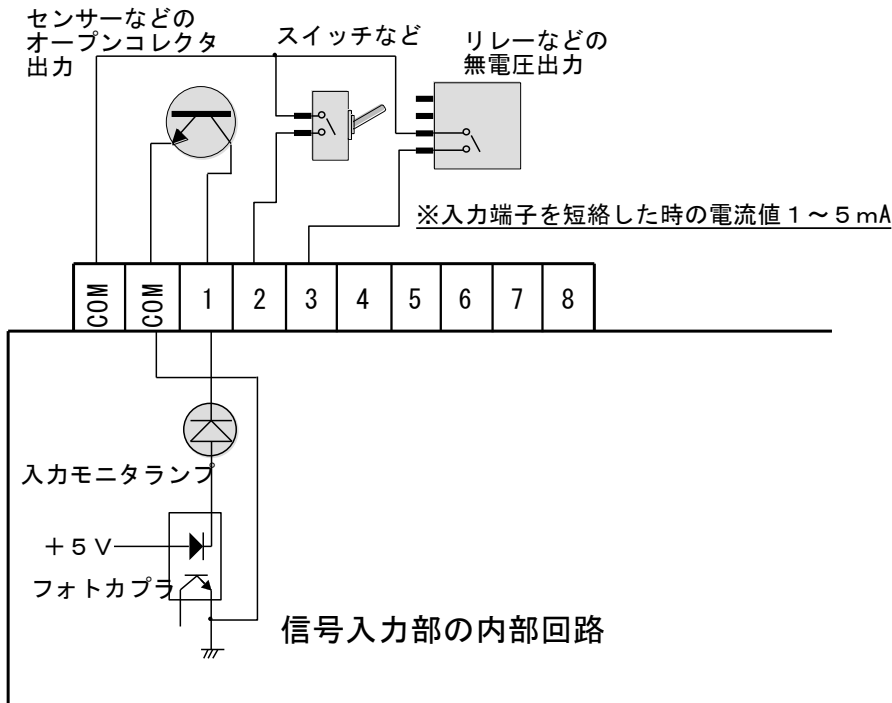 センサーなどの
オープンコレクタ
出力
スイッチなど
リレーなどの
無電圧出力
※入力端子を短絡した時の電流値１～５mA
COM COM 1 2 3 4 5 6 7 8
入力モニタランプ
＋５Ｖ
フォトカプラ
信号入力部の内部回路